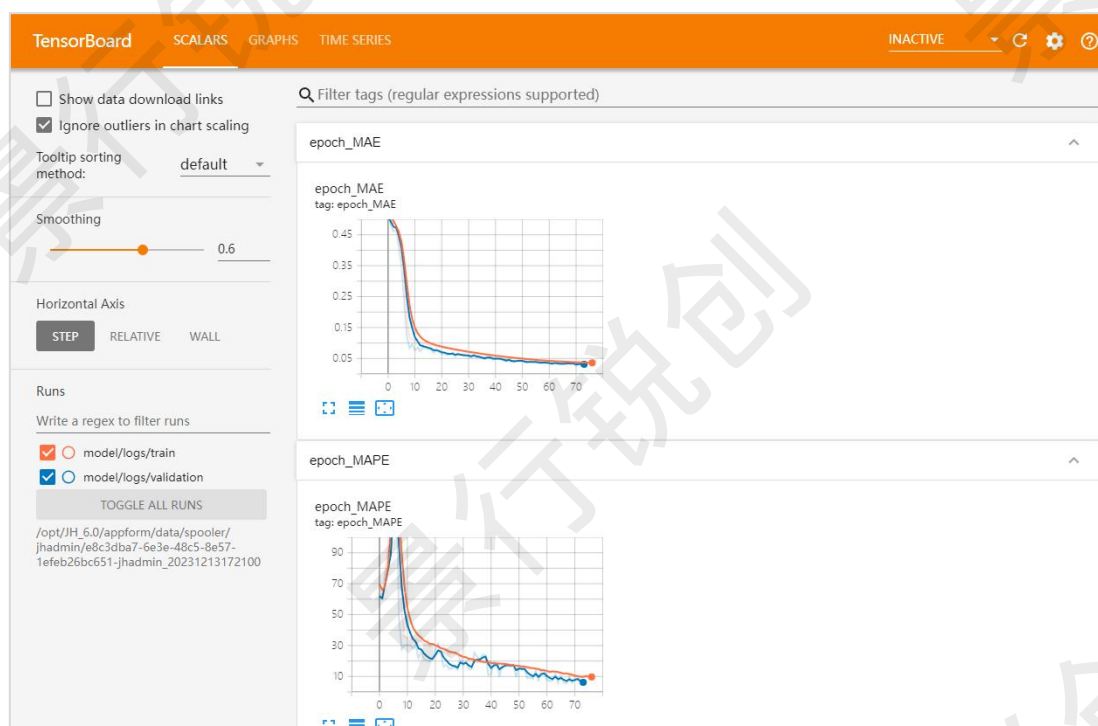 TensorBoard SCALARS GRAPHS TIME SERIES INACTIVE
Show data download links
Ignore outliers in chart scaling
Tooltip sorting
method:
default
Smoothing
0.6
Horizontal Axis
STEP RELATIVE WALL
Runs
Write a regex to filter runs
model/logs/train
model/logs/validation
TOGGLE ALL RUNS
/opt/JH_6.0/appform/data/spooler/
jhadmin/e8c3dba7-6e3e-48c5-8e57-
1efeb26bc651-jhadmin_20231213172100
Filter tags (regular expressions supported)
epoch_MAE
epoch_MAE
tag: epoch_MAE
0.45
0.35
0.25
0.15
0.05
0 10 20 30 40 50 60 70
epoch_MAPE
epoch_MAPE
tag: epoch_MAPE
90
70
50
30
10
0 10 20 30 40 50 60 70
景行锐创